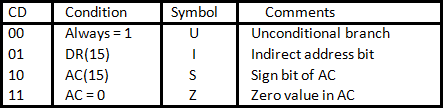 CD Condition Symbol Comments
00 Always = 1 U Unconditional branch
01 DR(15) I Indirect address bit
10 AC(15) S Sign bit of AC
11 AC = 0 Z Zero value in AC